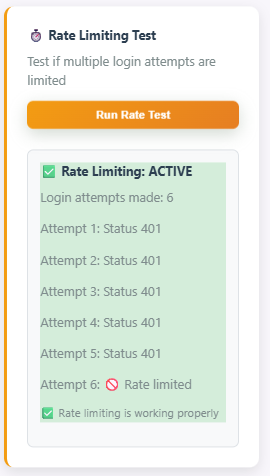 ⏱️ Rate Limiting Test
Test if multiple login attempts are
limited
Run Rate Test
✅ Rate Limiting: ACTIVE
Login attempts made: 6
Attempt 1: Status 401
Attempt 2: Status 401
Attempt 3: Status 401
Attempt 4: Status 401
Attempt 5: Status 401
Attempt 6: 🚫 Rate limited
✅ Rate limiting is working properly